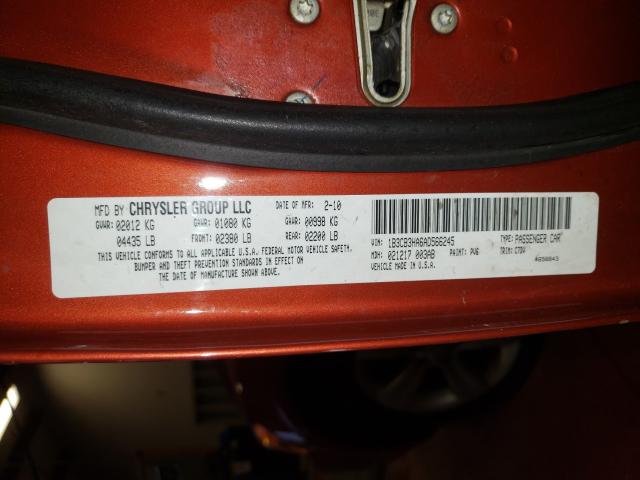 MFD BY CHRYSLER GROUP LLC DATE OF MFR: 2-10
GVWR: 02012 KG GAWR: 01080 KG GAWR: 00998 KG
04435 LB FRONT: 02380 LB REAR: 02200 LB
THIS VEHICLE CONFORMS TO ALL APPLICABLE U.S.A. FEDERAL MOTOR VEHICLE SAFETY,
BUMPER AND THEFT PREVENTION STANDARDS IN EFFECT ON
THE DATE OF MANUFACTURE SHOWN ABOVE.
VIN: 1B3CB3HA6AD566245 TYPE: PASSENGER CAR
MDH: 021217 003AB PAINT: PV6 TRIM: C7DV
VEHICLE MADE IN U.S.A.